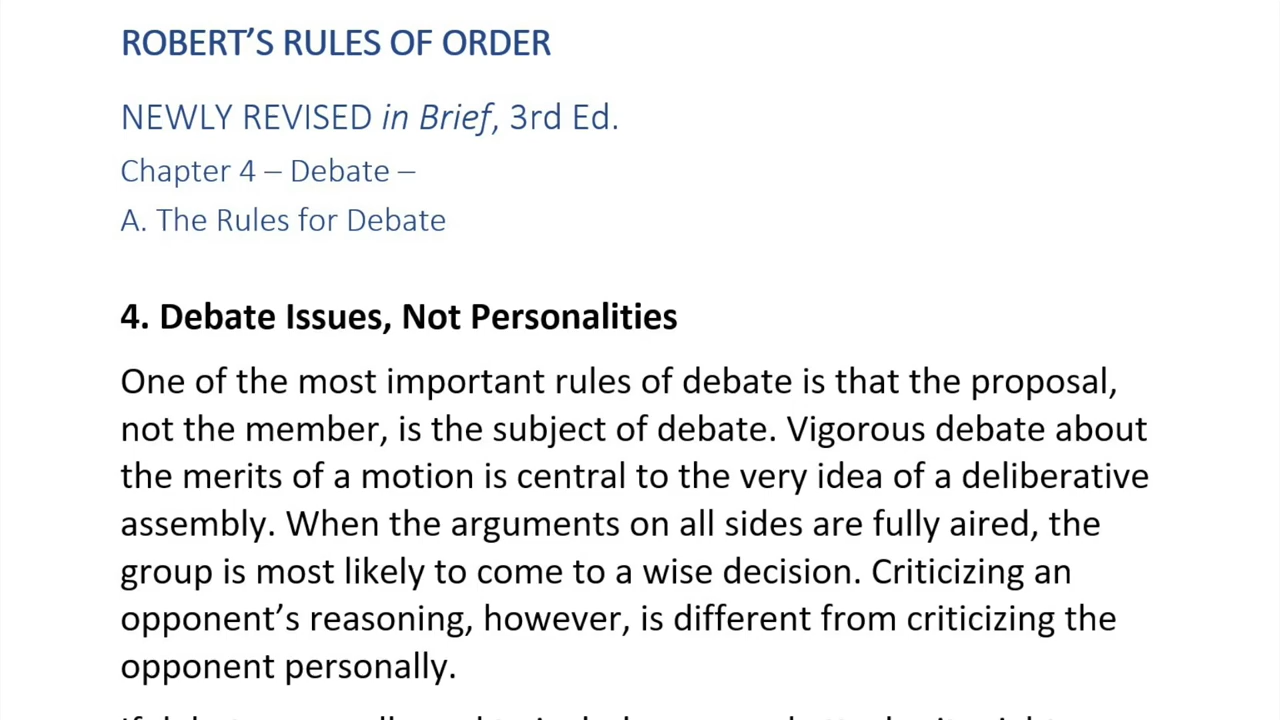 ROBERT’S RULES OF ORDER
NEWLY REVISED in Brief, 3rd Ed.
Chapter 4 – Debate –
A. The Rules for Debate
4. Debate Issues, Not Personalities
One of the most important rules of debate is that the proposal,
not the member, is the subject of debate. Vigorous debate about
the merits of a motion is central to the very idea of a deliberative
assembly. When the arguments on all sides are fully aired, the
group is most likely to come to a wise decision. Criticizing an
opponent’s reasoning, however, is different from criticizing the
opponent personally.